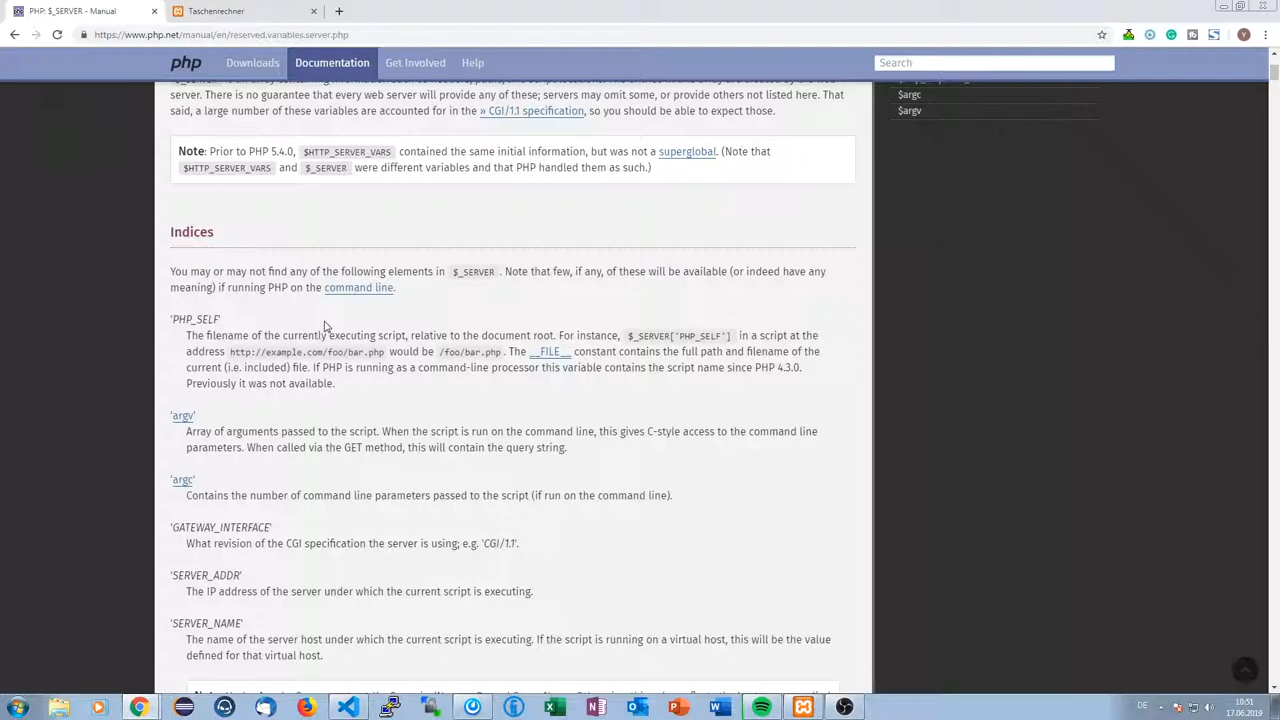 PHP: $_SERVER - Manual
Taschenrechner
https://www.php.net/manual/en/reserved.variables.server.php
Y
php
Downloads
Documentation
Get Involved
Help
Search
server. There is no guarantee that every web server will provide any of these; servers may omit some, or provide others not listed here. That
said, a large number of these variables are accounted for in the » CGI/1.1 specification, so you should be able to expect those.
$argc
$argv
Note: Prior to PHP 5.4.0, $HTTP_SERVER_VARS contained the same initial information, but was not a superglobal. (Note that
$HTTP_SERVER_VARS and $_SERVER were different variables and that PHP handled them as such.)
Indices
You may or may not find any of the following elements in $_SERVER . Note that few, if any, of these will be available (or indeed have any
meaning) if running PHP on the command line.
'PHP_SELF'
The filename of the currently executing script, relative to the document root. For instance, $_SERVER['PHP_SELF'] in a script at the
address http://example.com/foo/bar.php would be /foo/bar.php . The __FILE__ constant contains the full path and filename of the
current (i.e. included) file. If PHP is running as a command-line processor this variable contains the script name since PHP 4.3.0.
Previously it was not available.
'argv'
Array of arguments passed to the script. When the script is run on the command line, this gives C-style access to the command line
parameters. When called via the GET method, this will contain the query string.
'argc'
Contains the number of command line parameters passed to the script (if run on the command line).
'GATEWAY_INTERFACE'
What revision of the CGI specification the server is using; e.g. 'CGI/1.1'.
'SERVER_ADDR'
The IP address of the server under which the current script is executing.
'SERVER_NAME'
The name of the server host under which the current script is executing. If the script is running on a virtual host, this will be the value
defined for that virtual host.
DE
10:51
17.06.2019